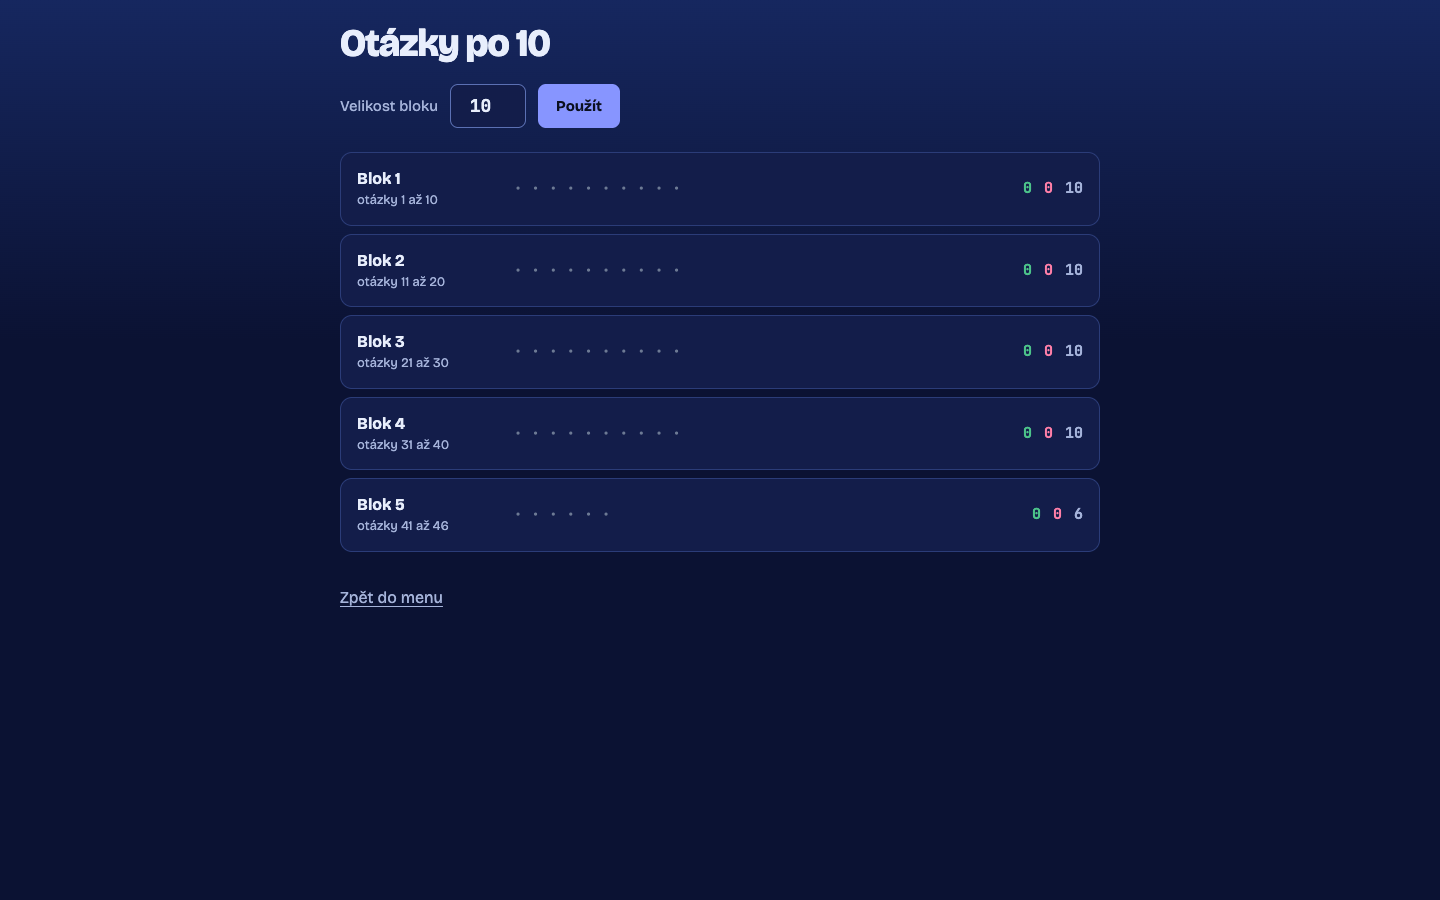 Otázky po 10
Velikost bloku 10 Použít
Blok 1
otázky 1 až 10
0 0 10
Blok 2
otázky 11 až 20
0 0 10
Blok 3
otázky 21 až 30
0 0 10
Blok 4
otázky 31 až 40
0 0 10
Blok 5
otázky 41 až 46
0 0 6
Zpět do menu